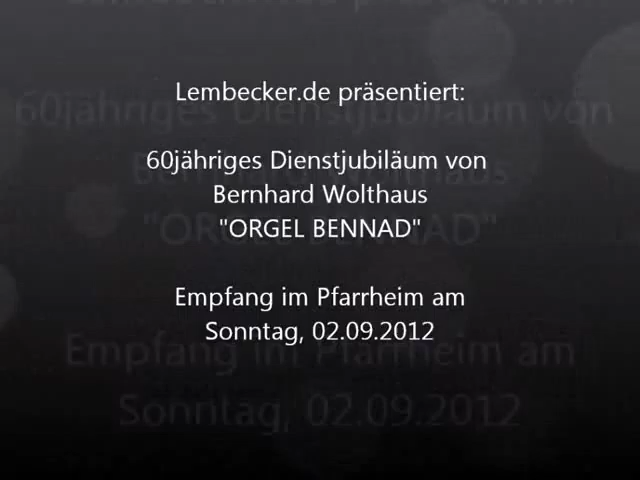 Lembecker.de präsentiert:
60jähriges Dienstjubiläum von
Bernhard Wolthaus
"ORGEL BENNAD"
Empfang im Pfarrheim am
Sonntag, 02.09.2012